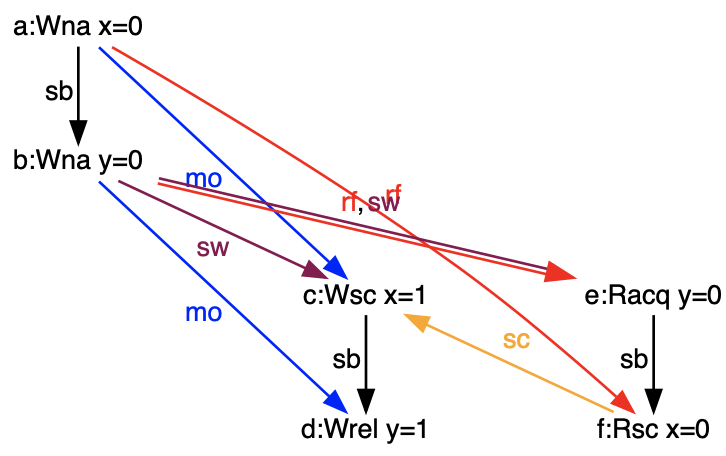 a:Wna x=0
sb
b:Wna y=0
mo
rf,sw
rf
sw
c:Wsc x=1
e:Racq y=0
mo
sc
sb
sb
d:Wrel y=1
f:Rsc x=0